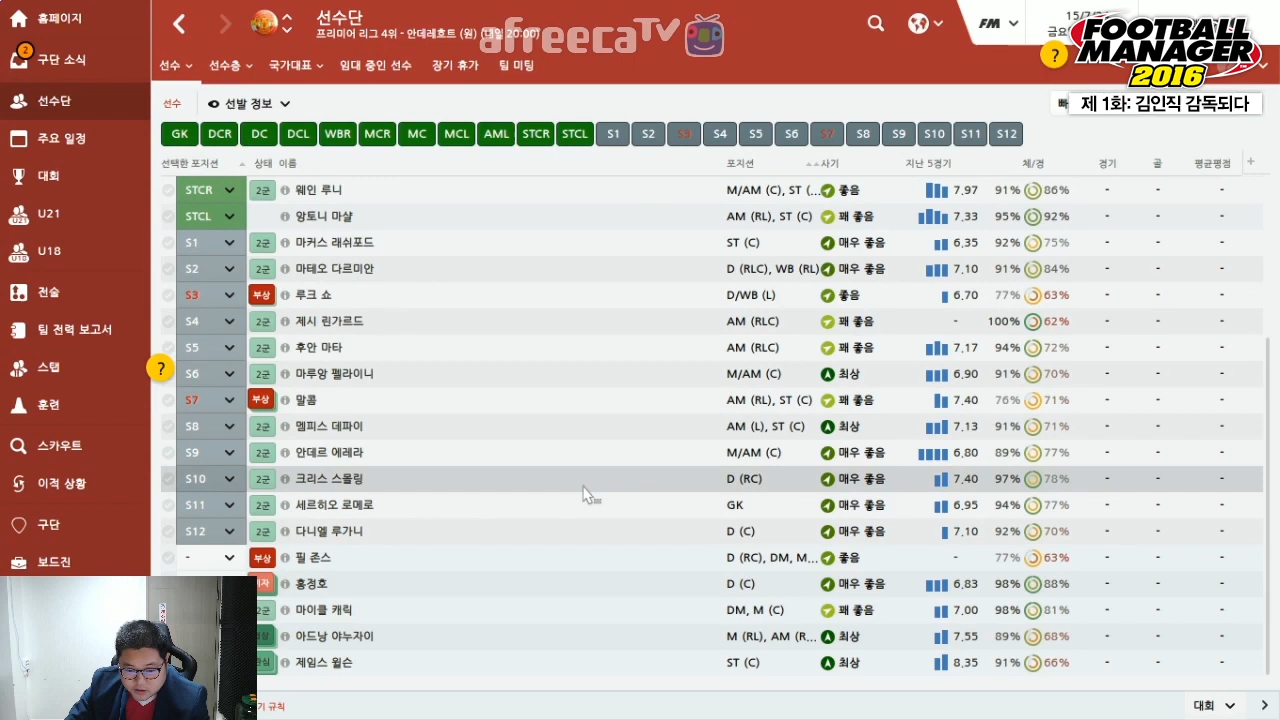 홈페이지
2
구단 소식
선수단
주요 일정
대회
U21
U18
전술
팀 전력 보고서
스탭
훈련
스카우트
이적 상황
구단
보드진
선수단
프리미어 리그 4위 - 안데레흐트 (원) (내일 20:00)
afreecaTV
FM
15/7/
?
FOOTBALL MANAGER 2016
제 1화: 김인직 감독되다
선수 선수층 국가대표 임대 중인 선수 장기 휴가 팀 미팅
선수 선발 정보
GK DCR DC DCL WBR MCR MC MCL AML STCR STCL S1 S2 S3 S4 S5 S6 S7 S8 S9 S10 S11 S12
선택한 포지션 상태 이름 포지션 사기 지난 5경기 체/경 경기 골 평균평점 +
STCR 2군 웨인 루니 M/AM (C), ST (... 좋음 7.97 91% 86% - - -
STCL 앙토니 마샬 AM (RL), ST (C) 꽤 좋음 7.33 95% 92% - - -
S1 2군 마커스 래쉬포드 ST (C) 매우 좋음 6.35 92% 75% - - -
S2 2군 마테오 다르미안 D (RLC), WB (RL) 매우 좋음 7.10 91% 84% - - -
S3 부상 루크 쇼 D/WB (L) 좋음 6.70 77% 63% - - -
S4 2군 제시 린가르드 AM (RLC) 꽤 좋음 - 100% 62% - - -
S5 2군 후안 마타 AM (RLC) 꽤 좋음 7.17 94% 72% - - -
? S6 2군 마루앙 펠라이니 M/AM (C) 최상 6.90 91% 70% - - -
S7 부상 말콤 AM (RL), ST (C) 꽤 좋음 7.40 76% 71% - - -
S8 2군 멤피스 데파이 AM (L), ST (C) 최상 7.13 91% 71% - - -
S9 2군 안데르 에레라 M/AM (C) 매우 좋음 6.80 89% 77% - - -
S10 2군 크리스 스몰링 D (RC) 매우 좋음 7.40 97% 78% - - -
S11 2군 세르히오 로메로 GK 매우 좋음 6.95 94% 77% - - -
S12 2군 다니엘 루가니 D (C) 매우 좋음 7.10 92% 70% - - -
- 부상 필 존스 D (RC), DM, M... 좋음 77% 63% - - -
홍정호 D (C) 매우 좋음 6.83 98% 88% - - -
2군 마이클 캐릭 DM, M (C) 꽤 좋음 7.00 98% 81% - - -
아드낭 야누자이 M (RL), AM (R... 최상 7.55 89% 68% - - -
관심 제임스 윌슨 ST (C) 최상 8.35 91% 66% - - -
기 규칙
대회